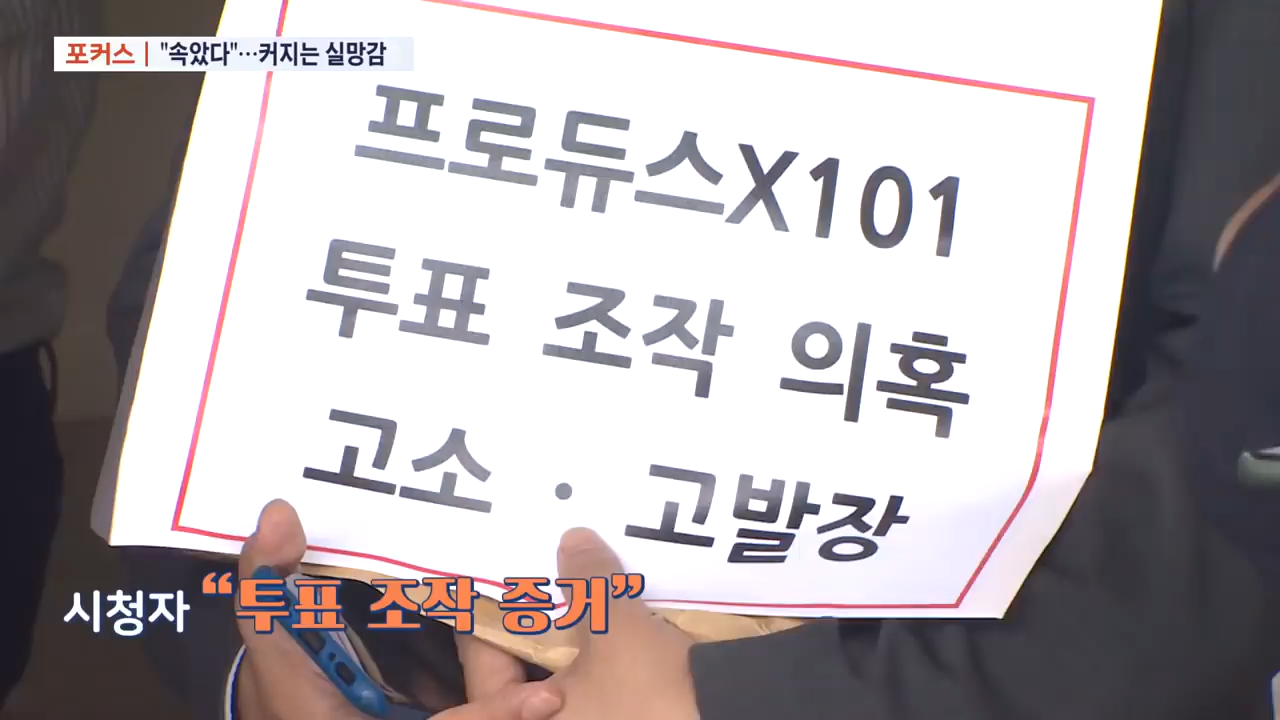 포커스 | "속았다"…커지는 실망감
프로듀스X101
투표 조작 의혹
고소 · 고발장
시청자 “투표 조작 증거”